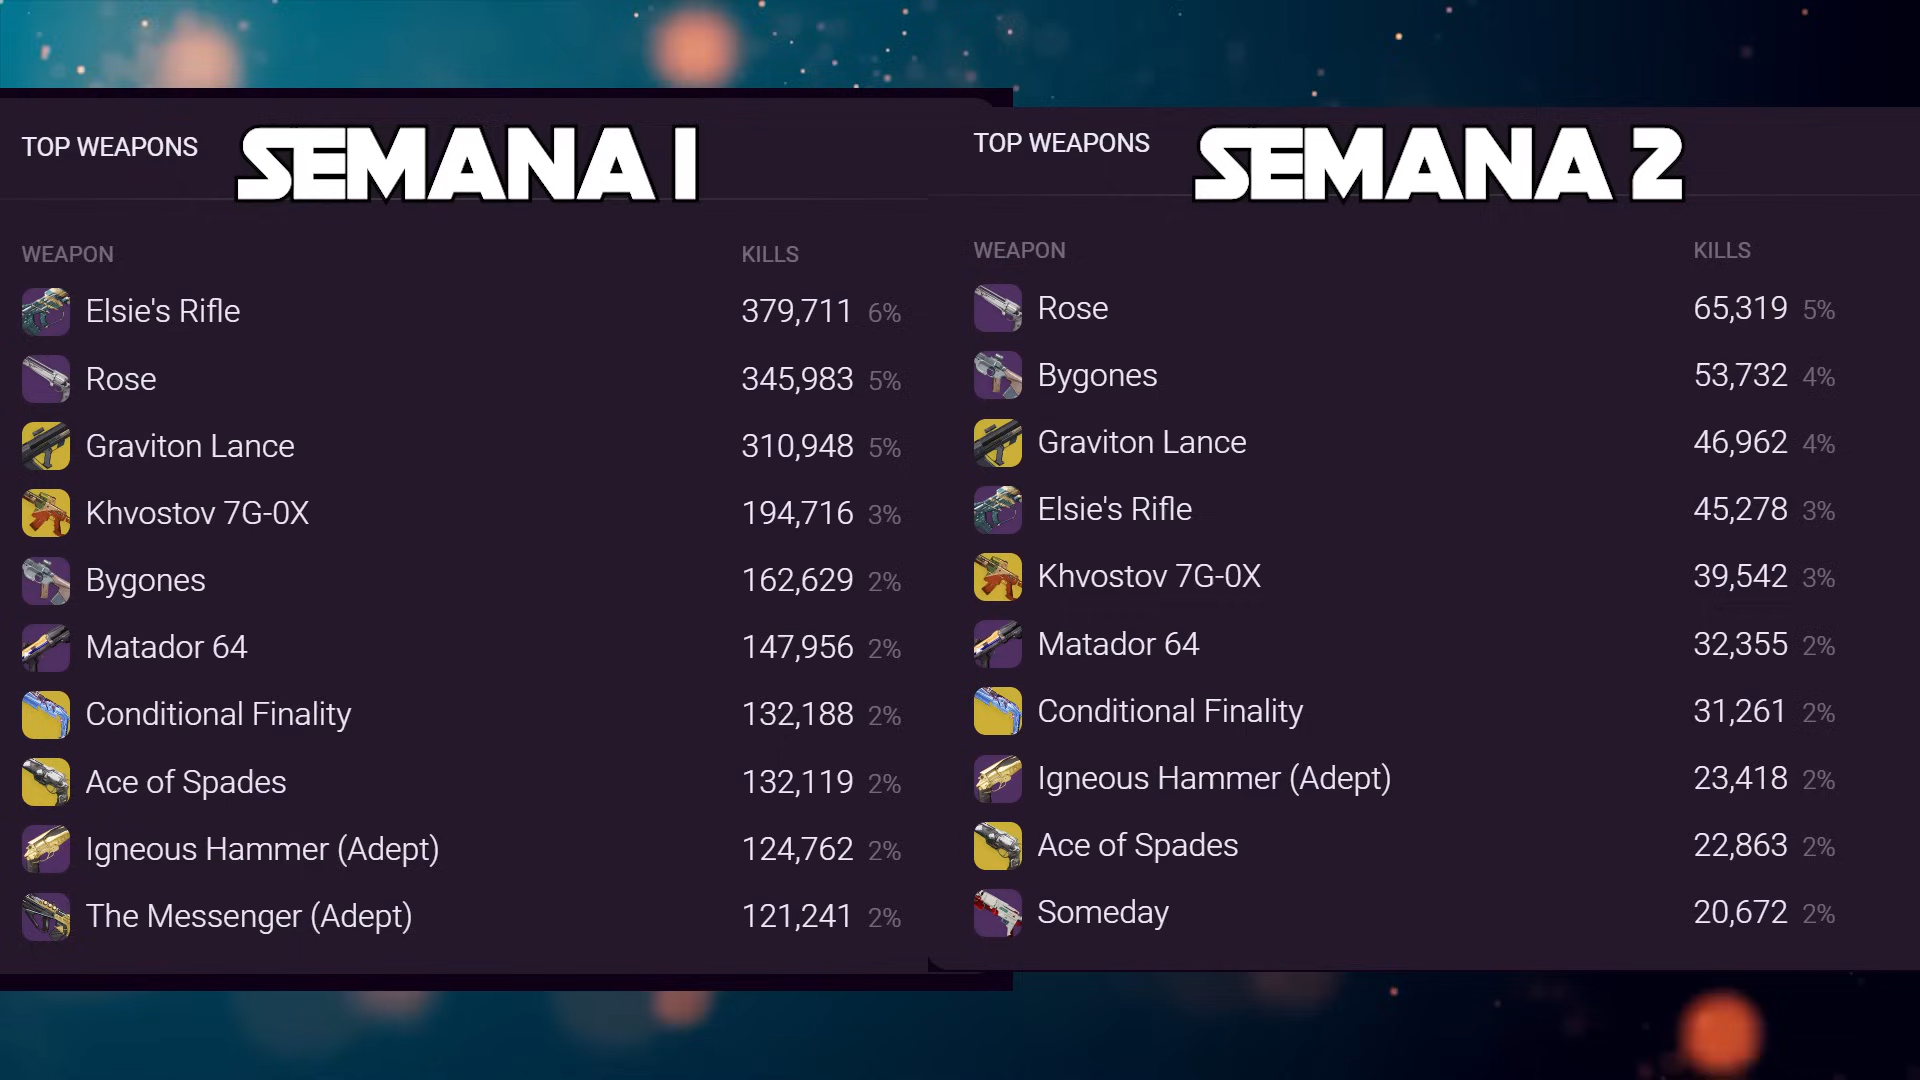 TOP WEAPONS
SEMANA 1
WEAPON KILLS
Elsie's Rifle 379,711 6%
Rose 345,983 5%
Graviton Lance 310,948 5%
Khvostov 7G-0X 194,716 3%
Bygones 162,629 2%
Matador 64 147,956 2%
Conditional Finality 132,188 2%
Ace of Spades 132,119 2%
Igneous Hammer (Adept) 124,762 2%
The Messenger (Adept) 121,241 2%
TOP WEAPONS
SEMANA 2
WEAPON KILLS
Rose 65,319 5%
Bygones 53,732 4%
Graviton Lance 46,962 4%
Elsie's Rifle 45,278 3%
Khvostov 7G-0X 39,542 3%
Matador 64 32,355 2%
Conditional Finality 31,261 2%
Igneous Hammer (Adept) 23,418 2%
Ace of Spades 22,863 2%
Someday 20,672 2%